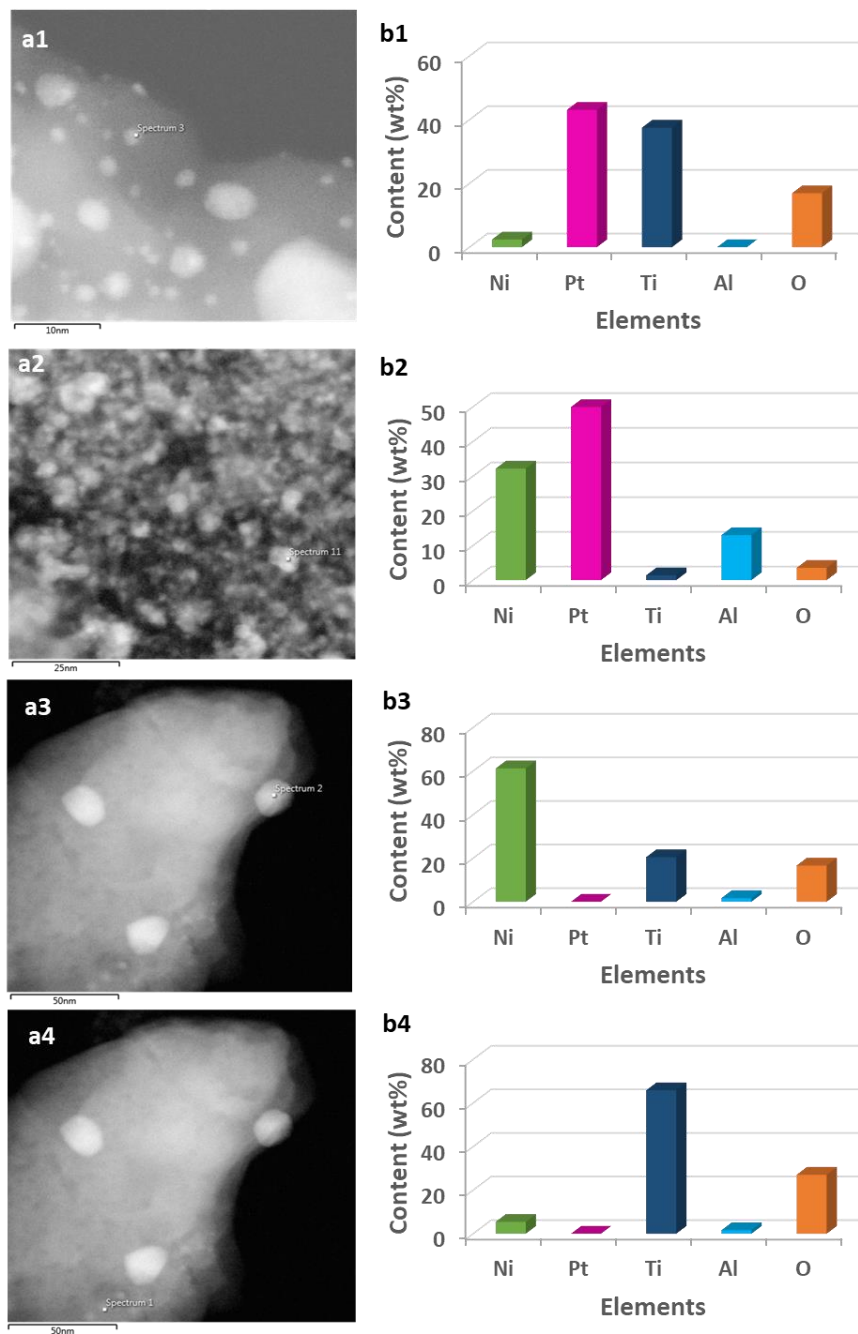 a1
Spectrum 3
10nm
b1
Content (wt%)
60
40
20
0
Ni Pt Ti Al O
Elements
a2
Spectrum 11
25nm
b2
Content (wt%)
50
40
30
20
10
0
Ni Pt Ti Al O
Elements
a3
Spectrum 2
50nm
b3
Content (wt%)
80
60
40
20
0
Ni Pt Ti Al O
Elements
a4
Spectrum 1
50nm
b4
Content (wt%)
80
60
40
20
0
Ni Pt Ti Al O
Elements